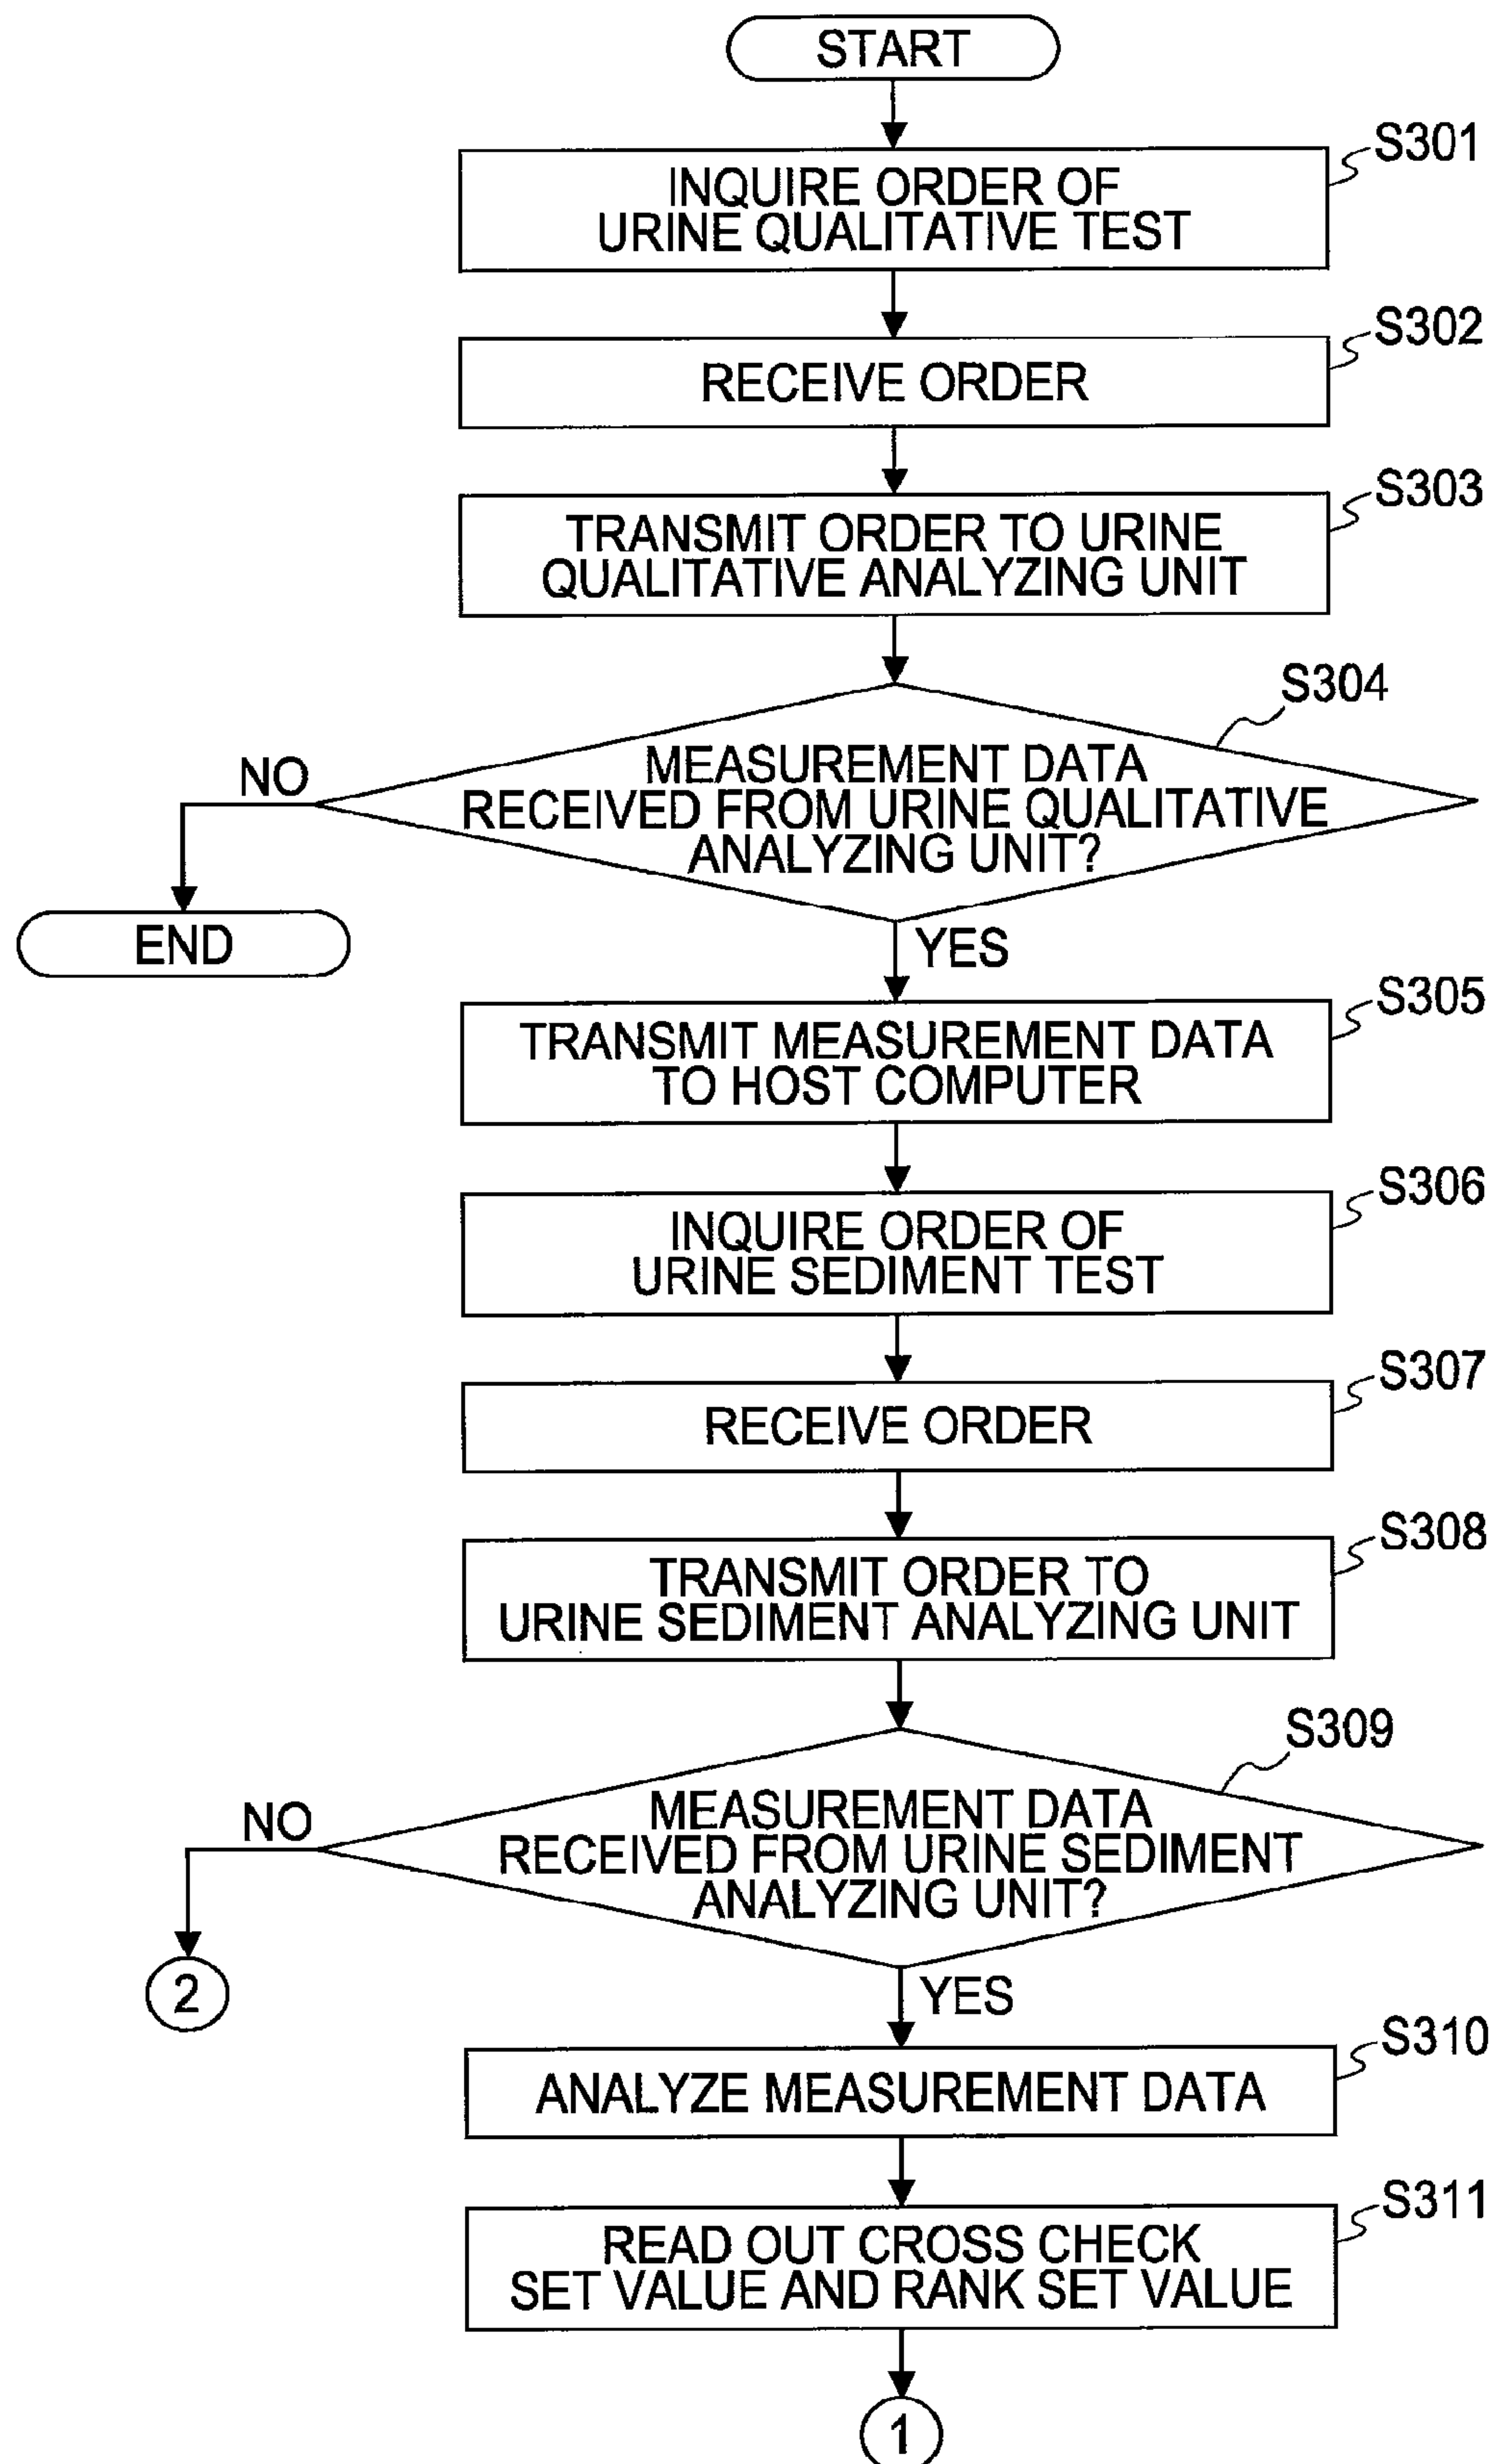 START
S301
INQUIRE ORDER OF
URINE QUALITATIVE TEST
S302
RECEIVE ORDER
S303
TRANSMIT ORDER TO URINE
QUALITATIVE ANALYZING UNIT
S304
MEASUREMENT DATA
RECEIVED FROM URINE QUALITATIVE
ANALYZING UNIT?
NO
END
YES
S305
TRANSMIT MEASUREMENT DATA
TO HOST COMPUTER
S306
INQUIRE ORDER OF
URINE SEDIMENT TEST
S307
RECEIVE ORDER
S308
TRANSMIT ORDER TO
URINE SEDIMENT ANALYZING UNIT
S309
MEASUREMENT DATA
RECEIVED FROM URINE SEDIMENT
ANALYZING UNIT?
NO
2
YES
S310
ANALYZE MEASUREMENT DATA
S311
READ OUT CROSS CHECK
SET VALUE AND RANK SET VALUE
1